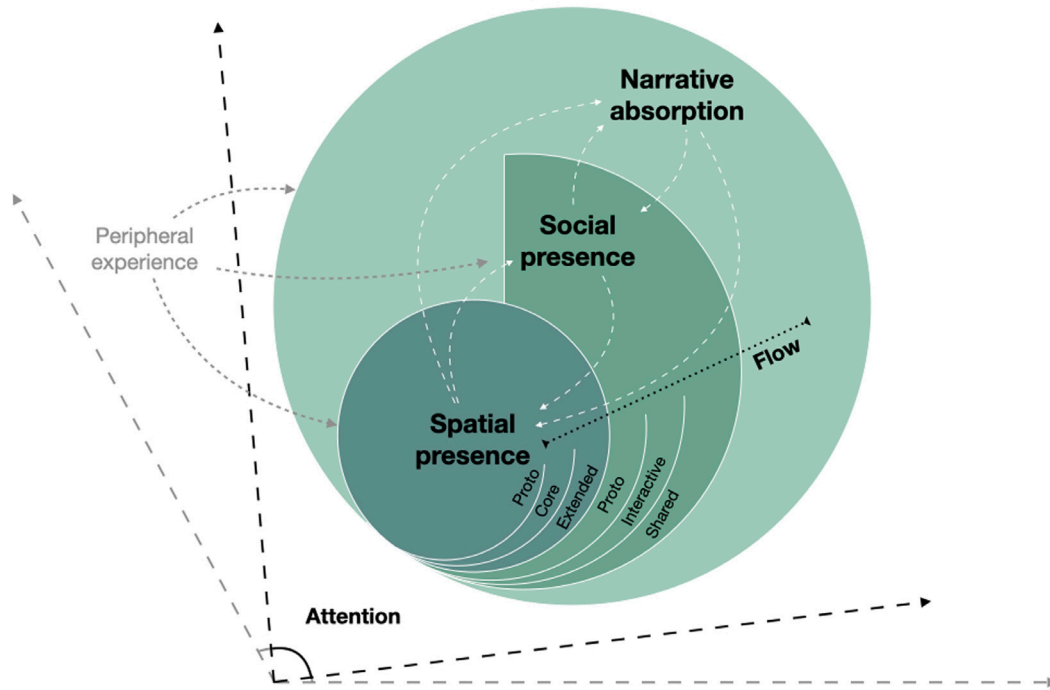 Narrative
absorption
Peripheral
experience
Social
presence
Flow
Spatial
presence
Proto
Core
Extended
Proto
Interactive
Shared
Attention